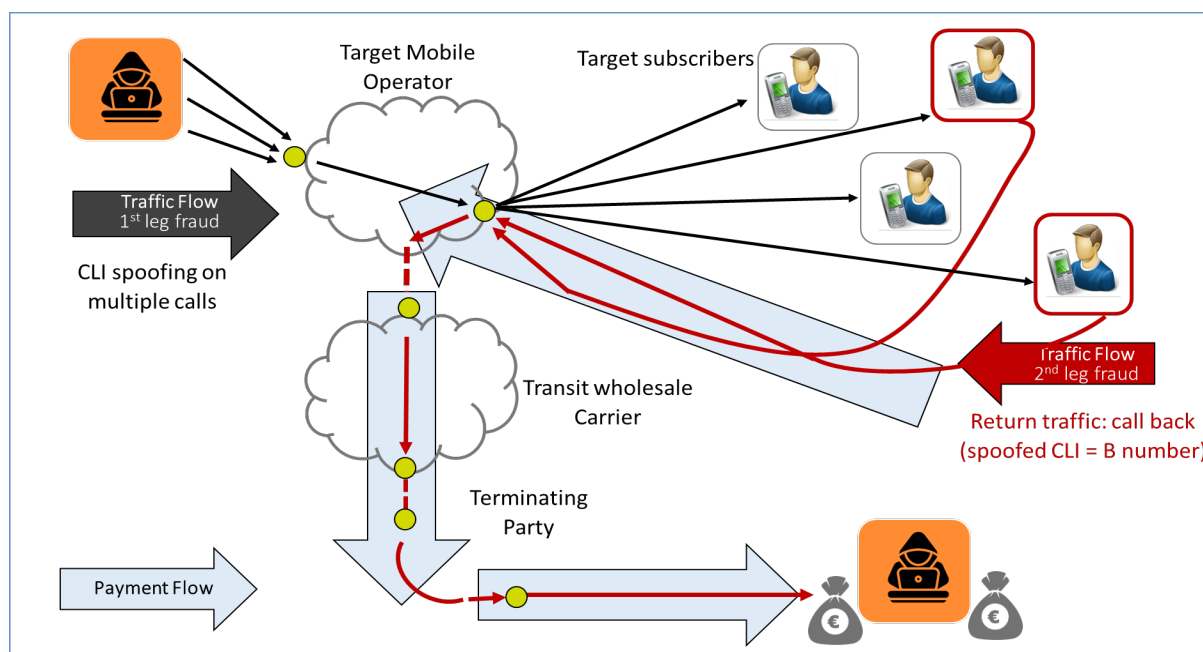 Target Mobile
Operator
Target subscribers
Traffic Flow
1st leg fraud
CLI spoofing on
multiple calls
Traffic Flow
2nd leg fraud
Transit wholesale
Carrier
Return traffic: call back
(spoofed CLI = B number)
Terminating
Party
Payment Flow
€
€